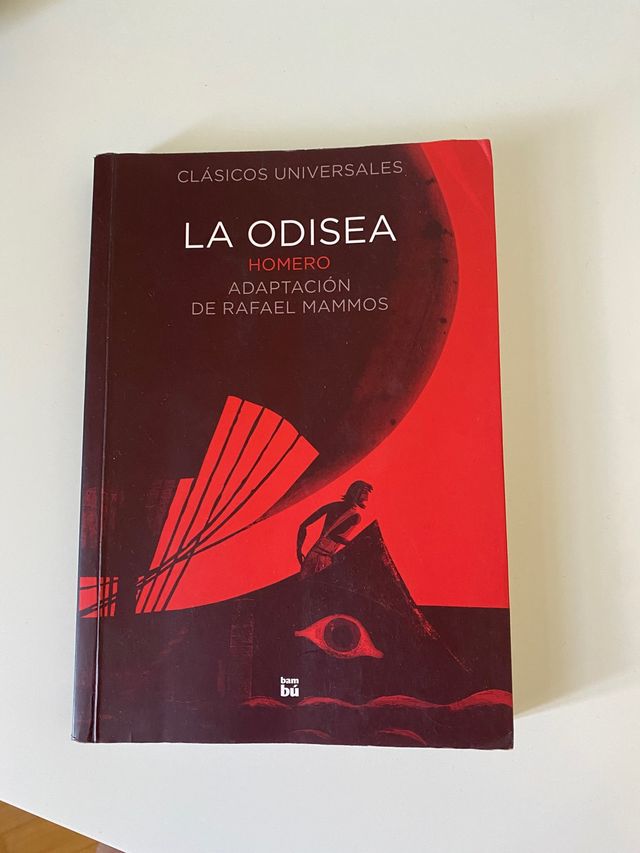 CLÁSICOS UNIVERSALES
LA ODISEA
HOMERO
ADAPTACIÓN
DE RAFAEL MAMMOS
bam
bú